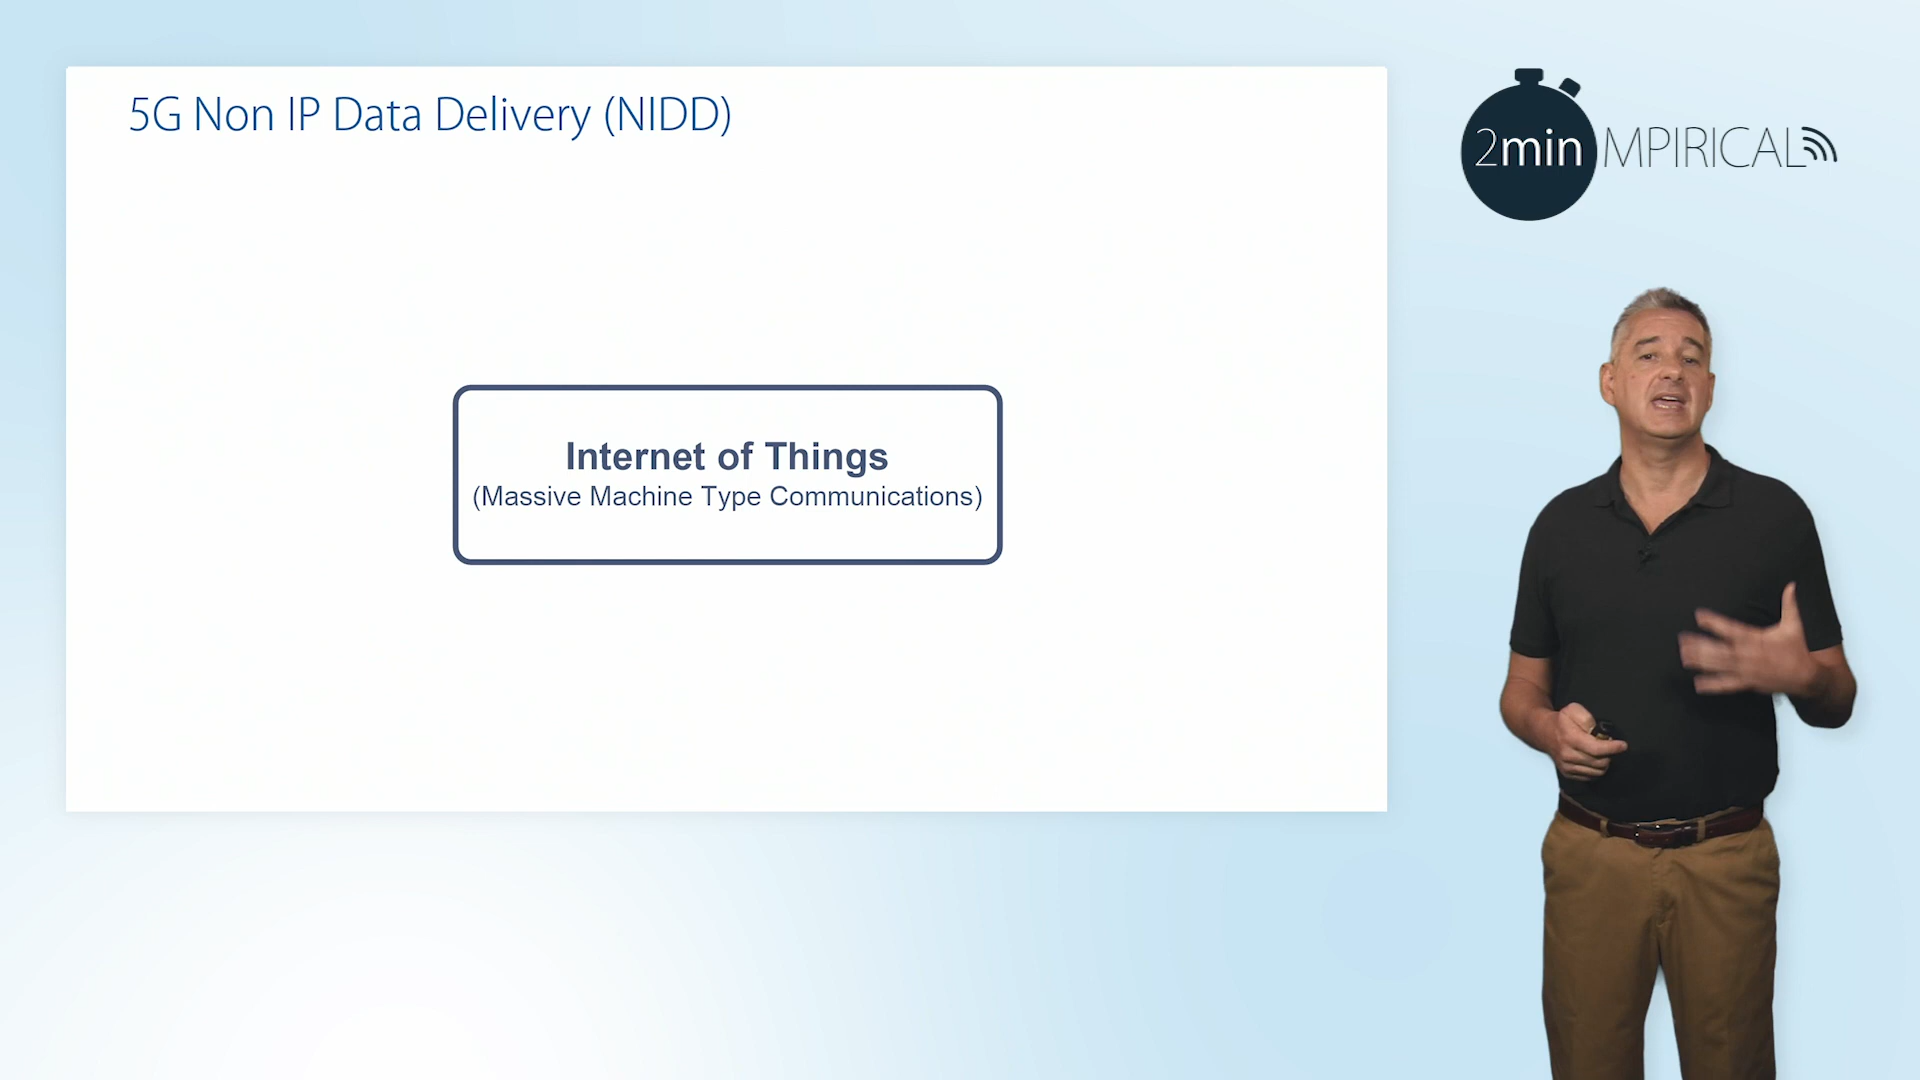 5G Non IP Data Delivery (NIDD)
2min MPIRICAL
Internet of Things
(Massive Machine Type Communications)